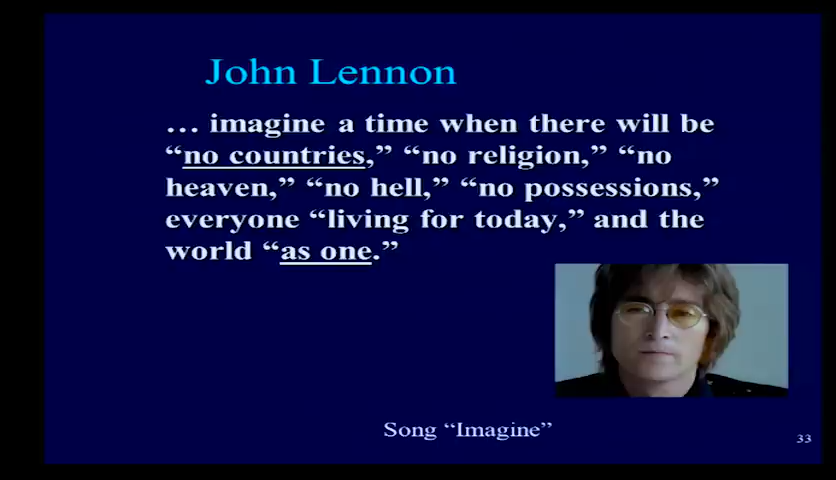 John Lennon
… imagine a time when there will be
“no countries,” “no religion,” “no
heaven,” “no hell,” “no possessions,”
everyone “living for today,” and the
world “as one.”
Song “Imagine”
33